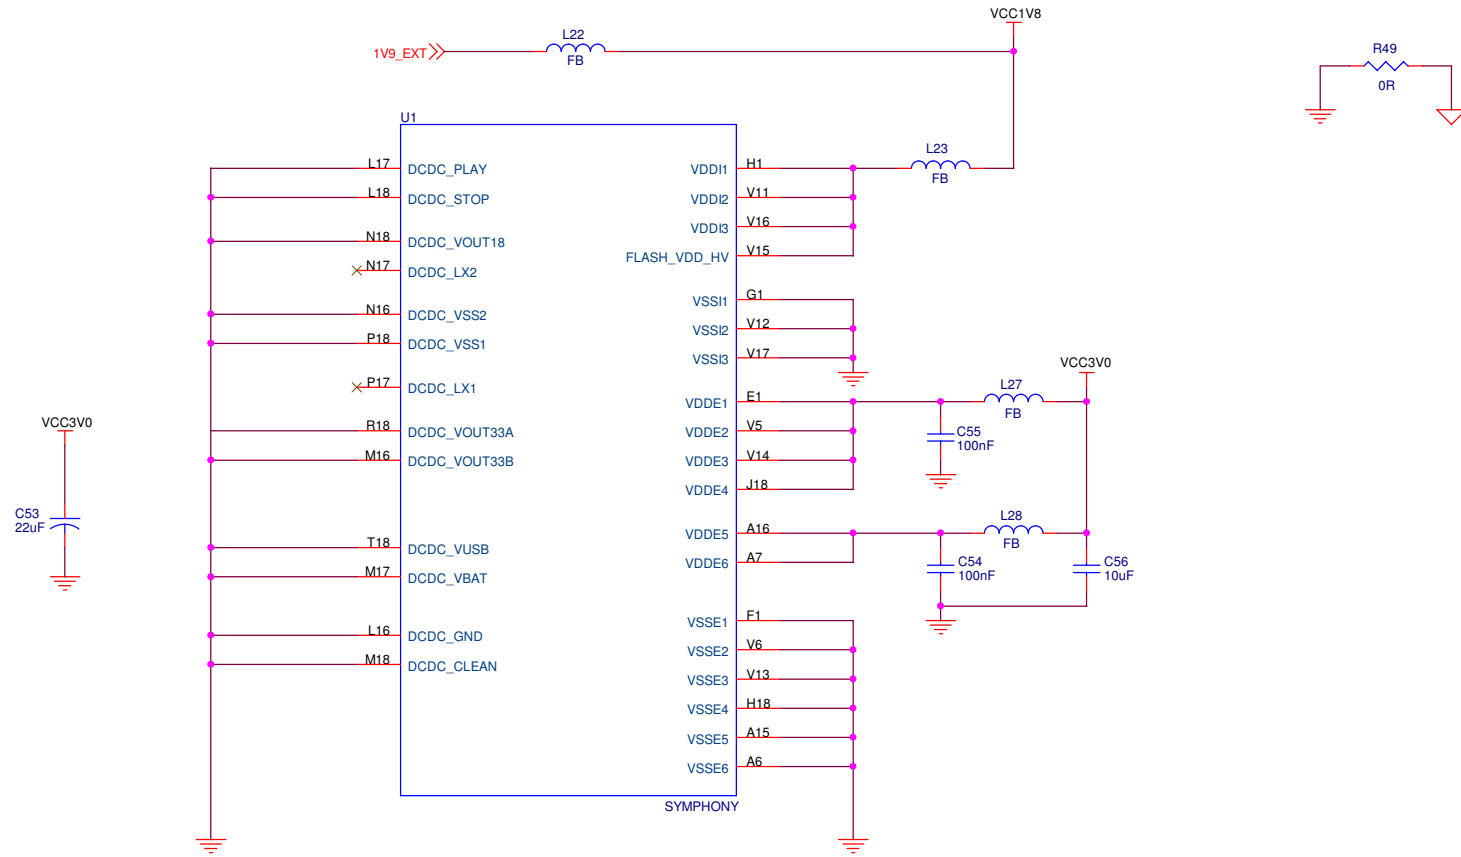 VCC1V8
L22
1V9_EXT
FB
R49
0R
U1
L17
DCDC_PLAY
VDDI1
H1
L23
FB
L18
DCDC_STOP
VDDI2
V11
VDDI3
V16
N18
DCDC_VOUT18
FLASH_VDD_HV
V15
N17
DCDC_LX2
VSSI1
G1
N16
DCDC_VSS2
VSSI2
V12
P18
DCDC_VSS1
VSSI3
V17
VCC3V0
P17
DCDC_LX1
VDDE1
E1
L27
FB
VCC3V0
R18
DCDC_VOUT33A
VDDE2
V5
C55
100nF
M16
DCDC_VOUT33B
VDDE3
V14
VDDE4
J18
C53
22uF
L28
FB
VDDE5
A16
T18
DCDC_VUSB
VDDE6
A7
C54
100nF
C56
10uF
M17
DCDC_VBAT
VSSE1
F1
L16
DCDC_GND
VSSE2
V6
M18
DCDC_CLEAN
VSSE3
V13
VSSE4
H18
VSSE5
A15
VSSE6
A6
SYMPHONY